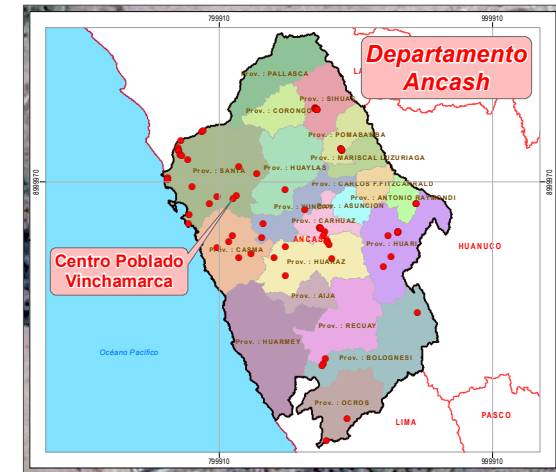 799910
999910
Departamento
Ancash
LA
Prov. : PALLASCA
Prov. : SIHUAS
Prov. : CORONGO
Prov. : POMABAMBA
Prov. : MARISCAL LUZURIAGA
Prov. : SANTA
Prov. : HUAYLAS
8999970
8999970
Prov. : CARLOS F.FITZCARRALD
Prov. : ANTONIO RAYMONDI
Prov. : YUNGAY
Prov. : ASUNCION
Prov. : CARHUAZ
ANCASH
Prov. : HUARI
HUANUCO
Prov. : CASMA
Centro Poblado
Vinchamarca
Prov. : HUARAZ
Prov. : AIJA
Prov. : RECUAY
Prov. : HUARMEY
Océano Pacífico
Prov. : BOLOGNESI
Prov. : OCROS
LIMA
PASCO
799910
999910